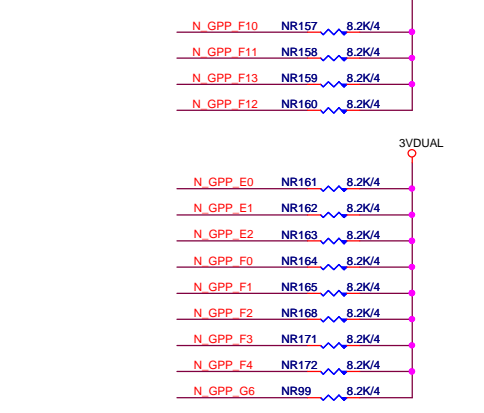 N_GPP_F10 NR157 8.2K/4
N_GPP_F11 NR158 8.2K/4
N_GPP_F13 NR159 8.2K/4
N_GPP_F12 NR160 8.2K/4
3VDUAL
N_GPP_E0 NR161 8.2K/4
N_GPP_E1 NR162 8.2K/4
N_GPP_E2 NR163 8.2K/4
N_GPP_F0 NR164 8.2K/4
N_GPP_F1 NR165 8.2K/4
N_GPP_F2 NR168 8.2K/4
N_GPP_F3 NR171 8.2K/4
N_GPP_F4 NR172 8.2K/4
N_GPP_G6 NR99 8.2K/4